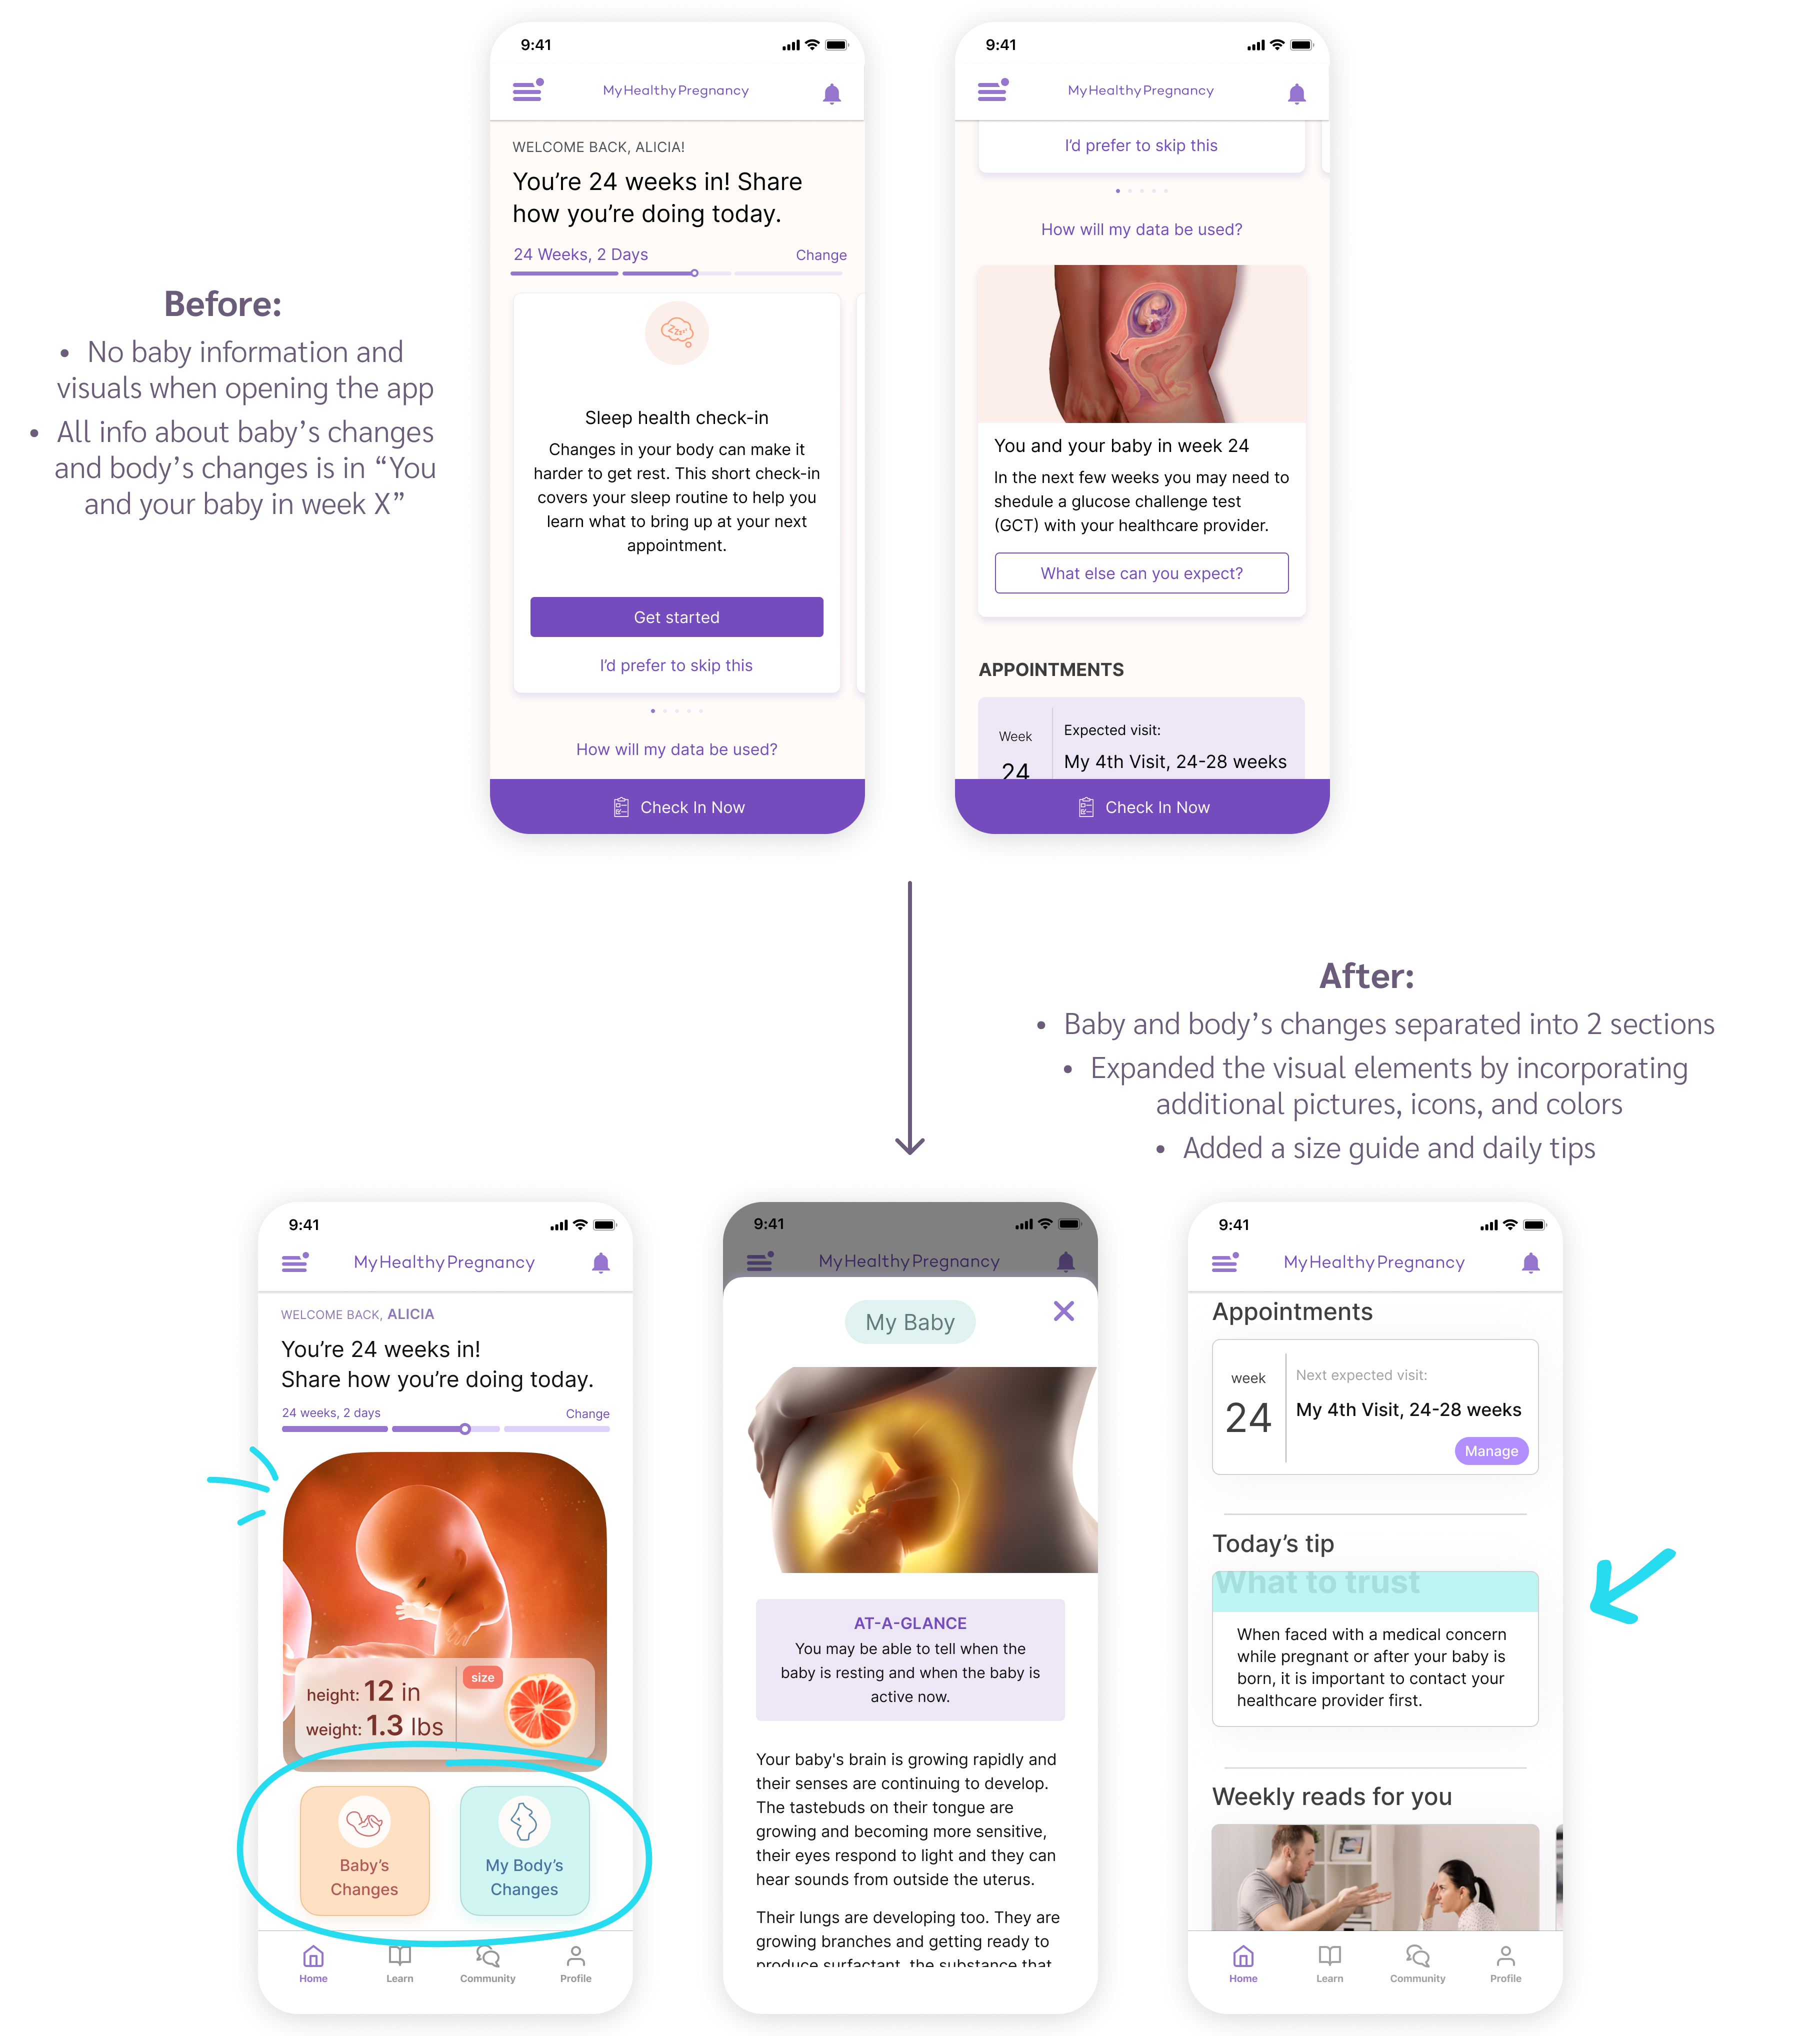 9:41
MyHealthyPregnancy
WELCOME BACK, ALICIA!
You’re 24 weeks in! Share
how you’re doing today.
24 Weeks, 2 Days
Change
Zzzz
Sleep health check-in
Changes in your body can make it
harder to get rest. This short check-in
covers your sleep routine to help you
learn what to bring up at your next
appointment.
Get started
I’d prefer to skip this
How will my data be used?
Check In Now
9:41
MyHealthyPregnancy
I’d prefer to skip this
How will my data be used?
You and your baby in week 24
In the next few weeks you may need to
shedule a glucose challenge test
(GCT) with your healthcare provider.
What else can you expect?
APPOINTMENTS
Week
24
Expected visit:
My 4th Visit, 24-28 weeks
Check In Now
Before:
• No baby information and
visuals when opening the app
• All info about baby’s changes
and body’s changes is in “You
and your baby in week X”
After:
• Baby and body’s changes separated into 2 sections
• Expanded the visual elements by incorporating
additional pictures, icons, and colors
• Added a size guide and daily tips
9:41
MyHealthyPregnancy
WELCOME BACK, ALICIA
You’re 24 weeks in!
Share how you’re doing today.
24 weeks, 2 days
Change
height: 12 in
weight: 1.3 lbs
size
Baby’s
Changes
My Body’s
Changes
Home
Learn
Community
Profile
9:41
MyHealthyPregnancy
My Baby
AT-A-GLANCE
You may be able to tell when the
baby is resting and when the baby is
active now.
Your baby's brain is growing rapidly and
their senses are continuing to develop.
The tastebuds on their tongue are
growing and becoming more sensitive,
their eyes respond to light and they can
hear sounds from outside the uterus.
Their lungs are developing too. They are
growing branches and getting ready to
produce surfactant, the substance that
9:41
MyHealthyPregnancy
Appointments
week
24
Next expected visit:
My 4th Visit, 24-28 weeks
Manage
Today’s tip
What to trust
When faced with a medical concern
while pregnant or after your baby is
born, it is important to contact your
healthcare provider first.
Weekly reads for you
Home
Learn
Community
Profile